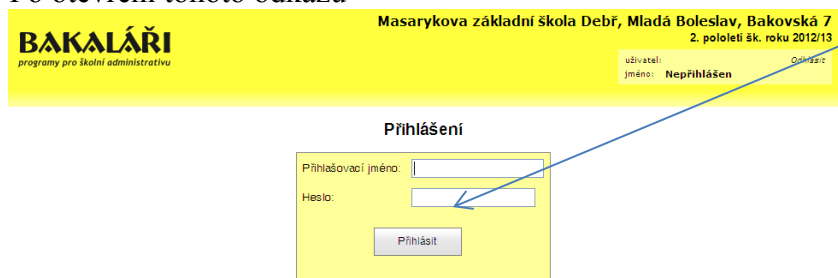 Po otevření tohoto odkazu
BAKALÁŘI
programy pro školní administrativu
Masarykova základní škola Debř, Mladá Boleslav, Bakovská 7
2. pololetí šk. roku 2012/13
uživatel: Odhlásit
jméno: Nepřihlášen
Přihlášení
Přihlašovací jméno:
Heslo:
Přihlásit